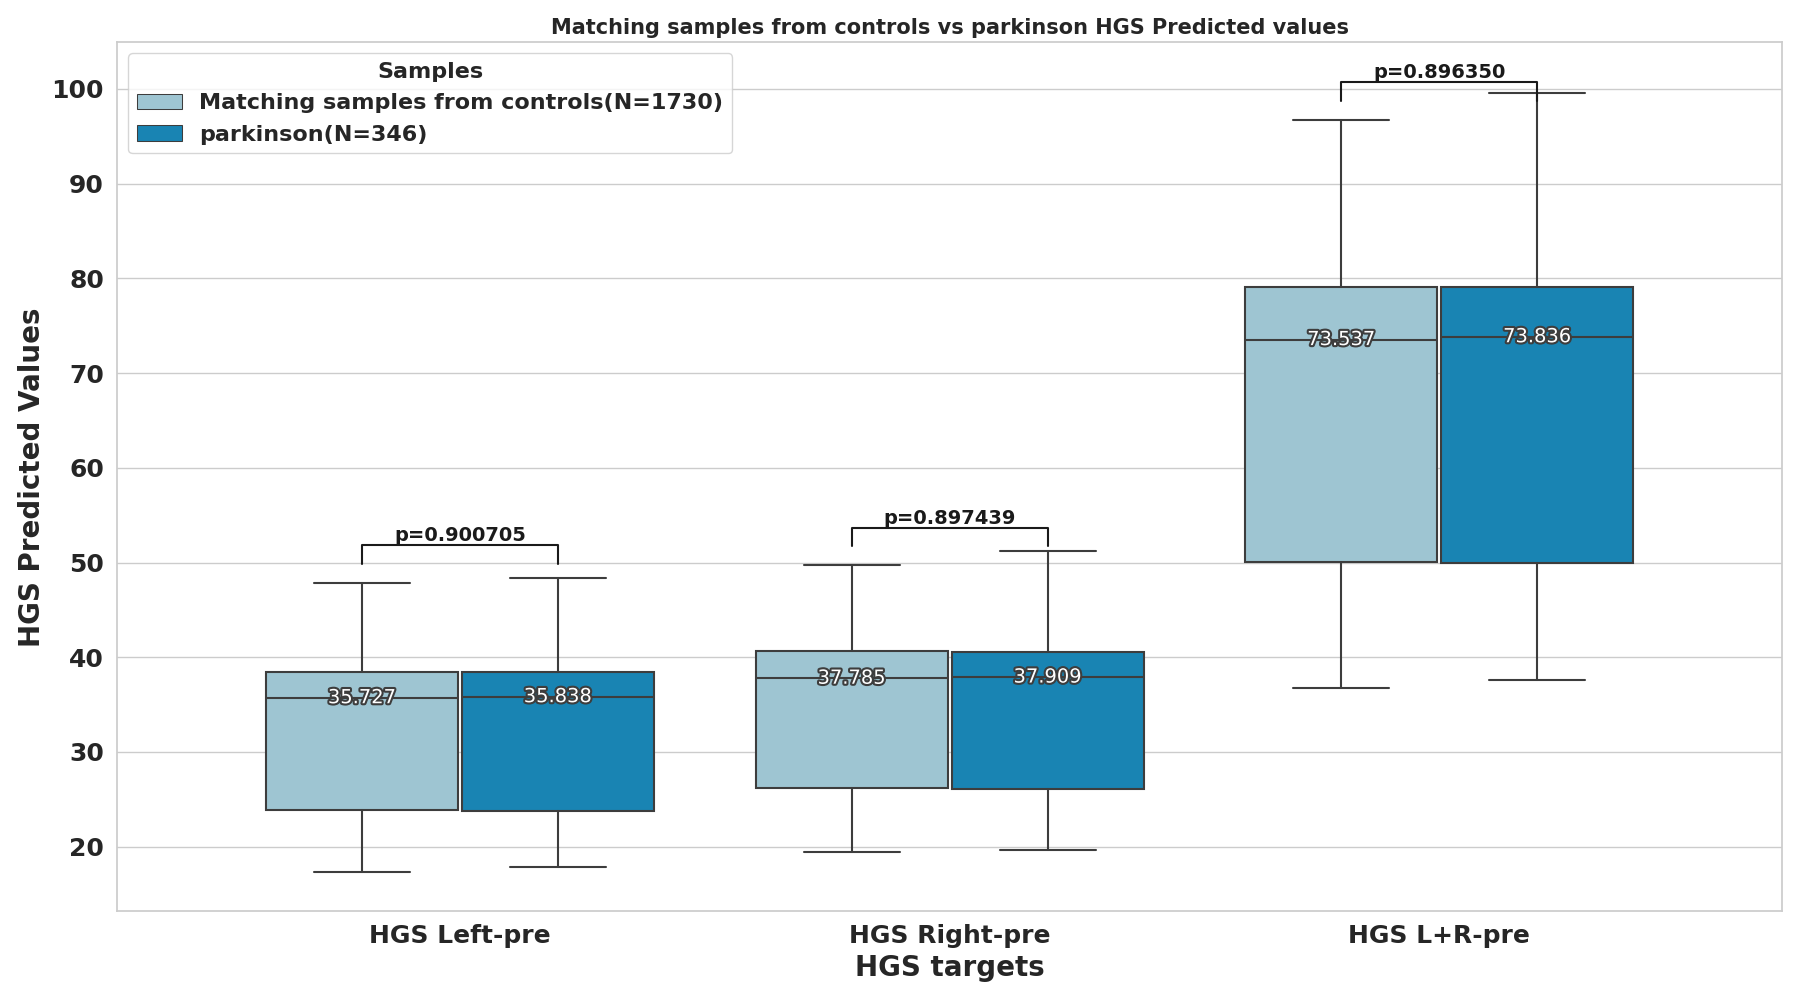 Matching samples from controls vs parkinson HGS Predicted values
Samples
Matching samples from controls(N=1730)
parkinson(N=346)
HGS Predicted Values
100
90
80
70
60
50
40
30
20
p=0.900705
p=0.897439
p=0.896350
35.727
35.838
37.785
37.909
73.537
73.836
HGS Left-pre
HGS Right-pre
HGS L+R-pre
HGS targets